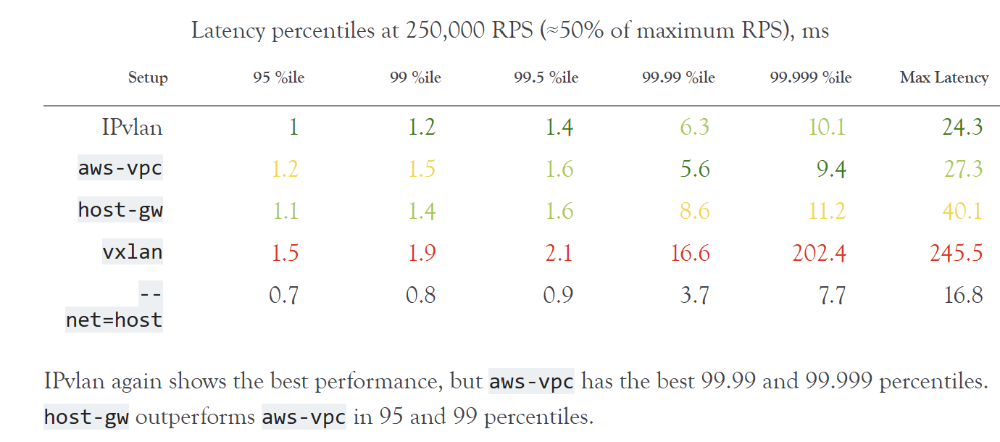 Latency percentiles at 250,000 RPS (≈50% of maximum RPS), ms
Setup 95 %ile 99 %ile 99.5 %ile 99.99 %ile 99.999 %ile Max Latency
IPvlan 1 1.2 1.4 6.3 10.1 24.3
aws-vpc 1.2 1.5 1.6 5.6 9.4 27.3
host-gw 1.1 1.4 1.6 8.6 11.2 40.1
vxlan 1.5 1.9 2.1 16.6 202.4 245.5
-- 0.7 0.8 0.9 3.7 7.7 16.8
net=host
IPvlan again shows the best performance, but aws-vpc has the best 99.99 and 99.999 percentiles.
host-gw outperforms aws-vpc in 95 and 99 percentiles.